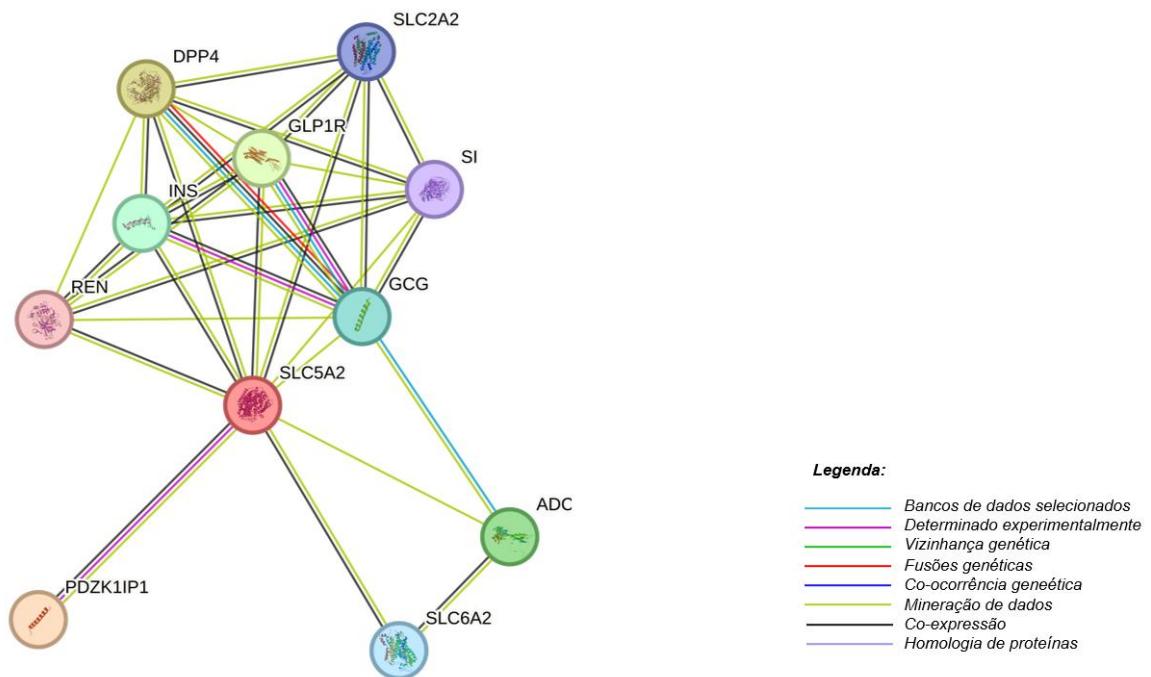 SLC2A2
DPP4
GLP1R
SI
INS
GCG
REN
SLC5A2
ADC
PDZK1IP1
SLC6A2
Legenda:
Bancos de dados selecionados
Determinado experimentalmente
Vizinhança genética
Fusões genéticas
Co-ocorrência geneética
Mineração de dados
Co-expressão
Homologia de proteínas